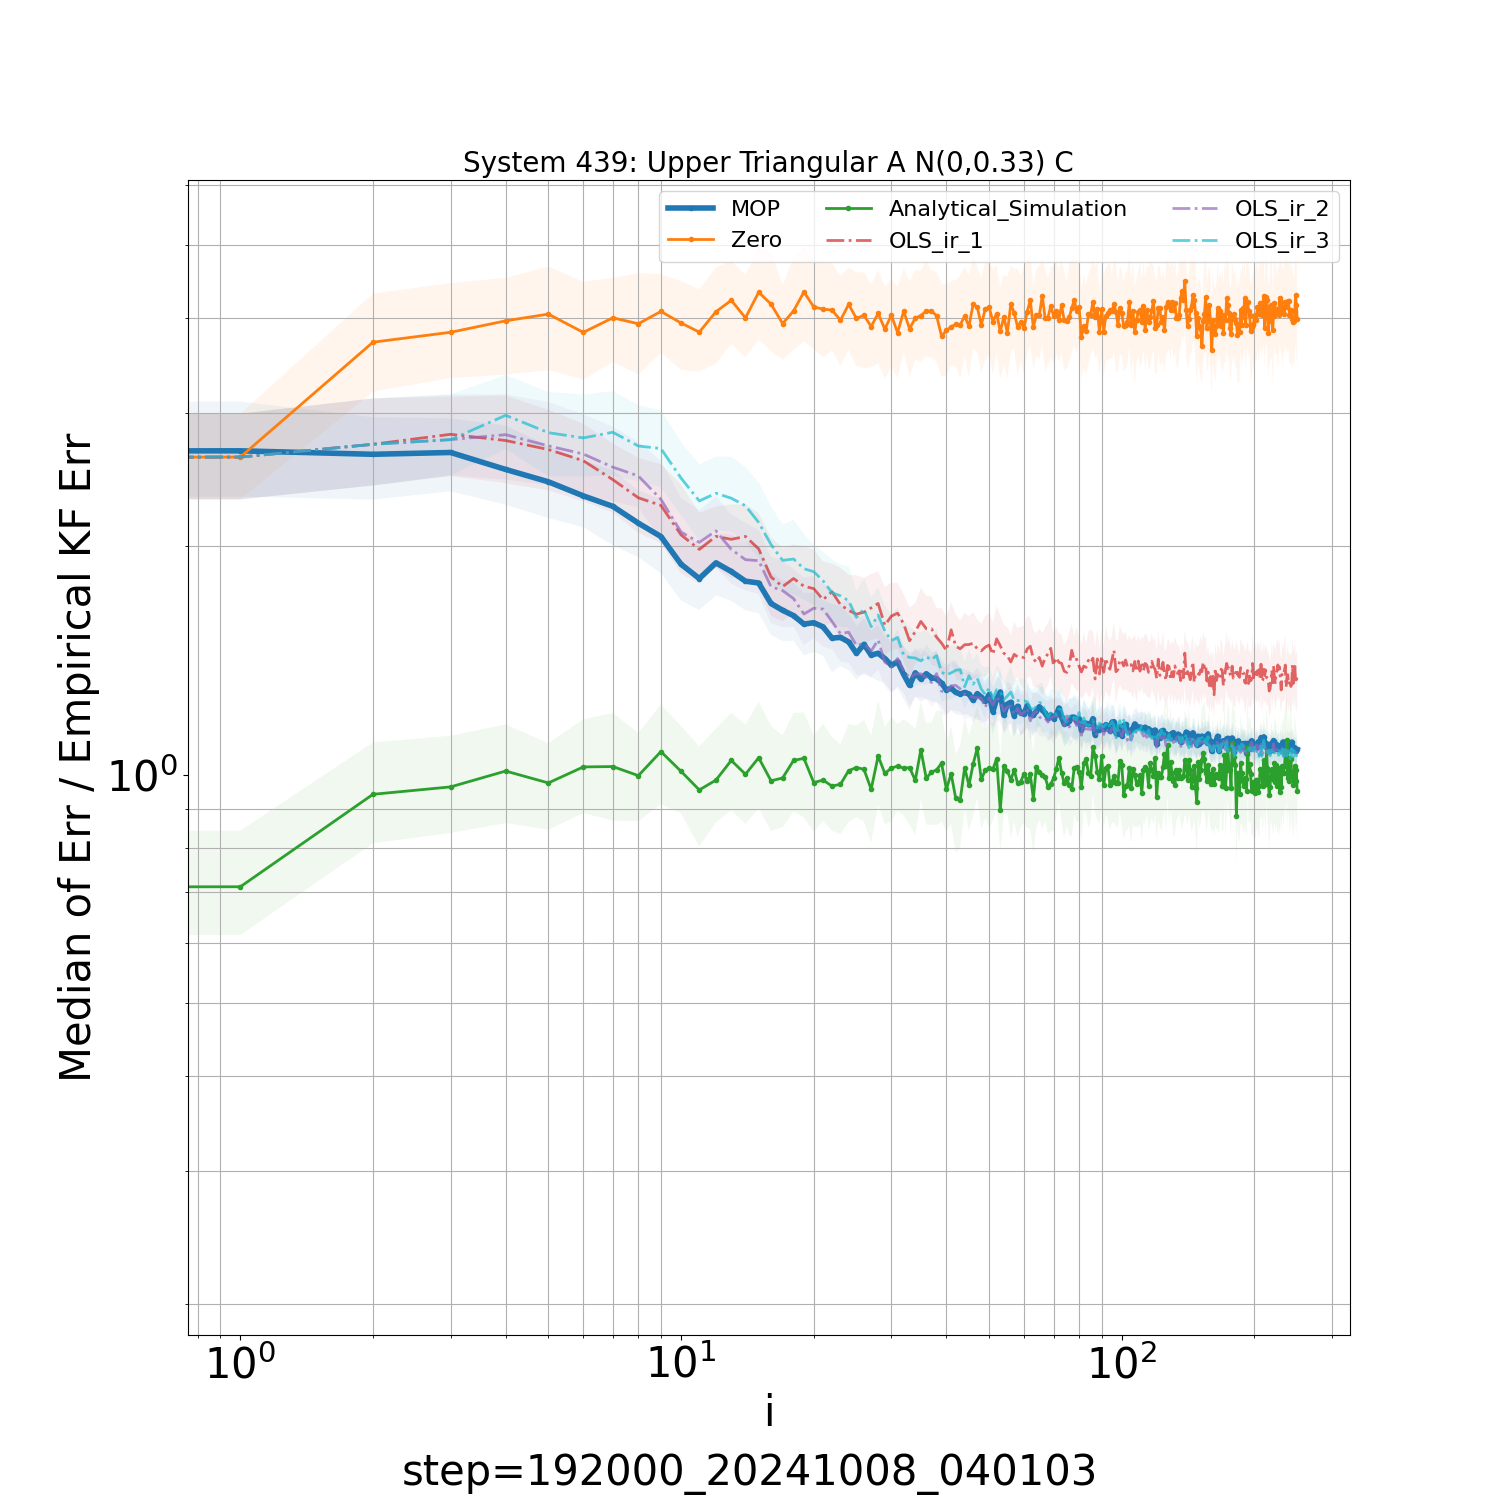 System 439: Upper Triangular A N(0,0.33) C
MOP
Zero
Analytical_Simulation
OLS_ir_1
OLS_ir_2
OLS_ir_3
Median of Err / Empirical KF Err
10⁰
10⁰ 10¹ 10²
i
step=192000_20241008_040103